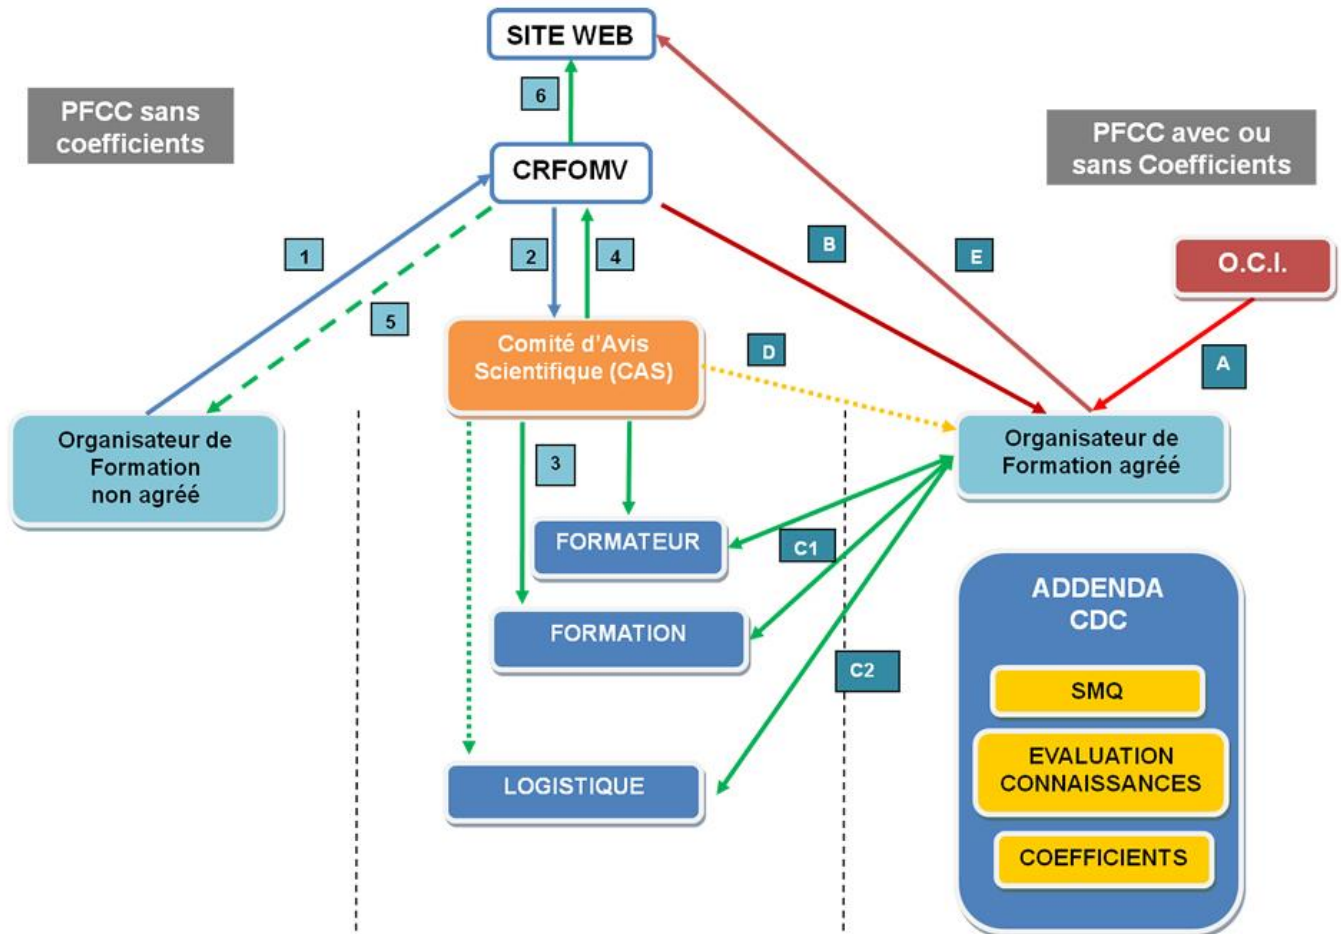 SITE WEB
6
PFCC sans
coefficients
PFCC avec ou
sans Coefficients
CRFOMV
1
2
4
B
E
O.C.I.
5
Comité d'Avis
Scientifique (CAS)
D
A
Organisateur de
Formation
non agréé
3
Organisateur de
Formation agréé
FORMATEUR
C1
FORMATION
C2
LOGISTIQUE
ADDENDA
CDC
SMQ
EVALUATION
CONNAISSANCES
COEFFICIENTS